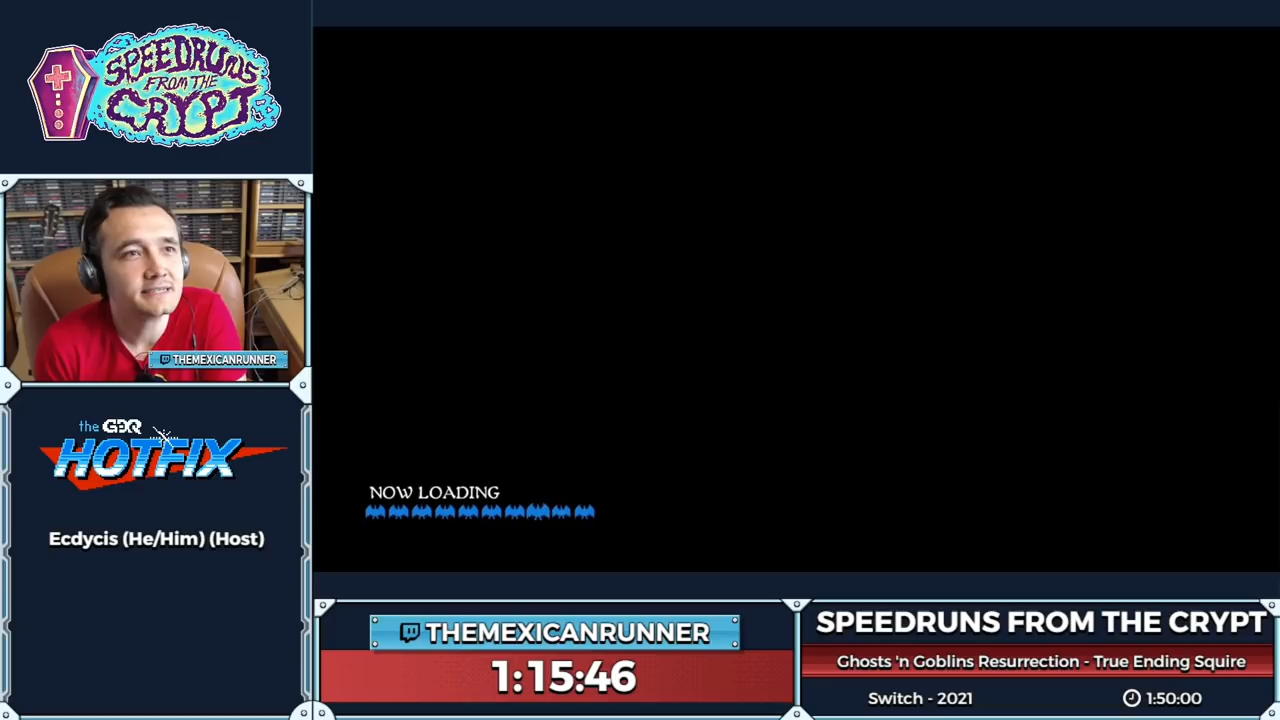 SPEEDRUNS
FROM THE
CRYPT
THEMEXICANRUNNER
the GDQ
HOTFIX
Ecdycis (He/Him) (Host)
NOW LOADING
THEMEXICANRUNNER
1:15:46
SPEEDRUNS FROM THE CRYPT
Ghosts 'n Goblins Resurrection - True Ending Squire
Switch - 2021
1:50:00